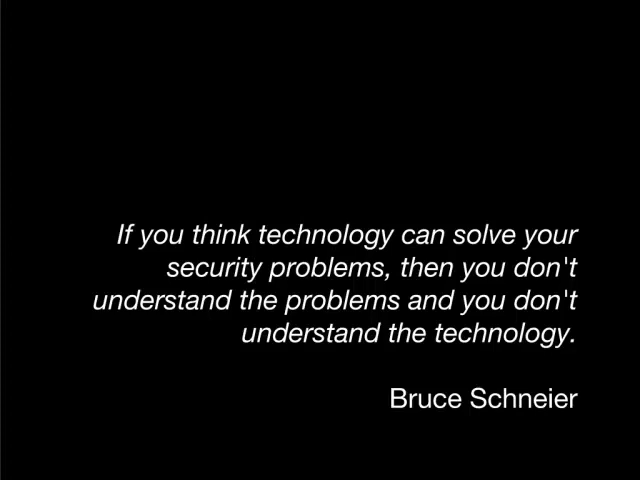 If you think technology can solve your
security problems, then you don't
understand the problems and you don't
understand the technology.
Bruce Schneier